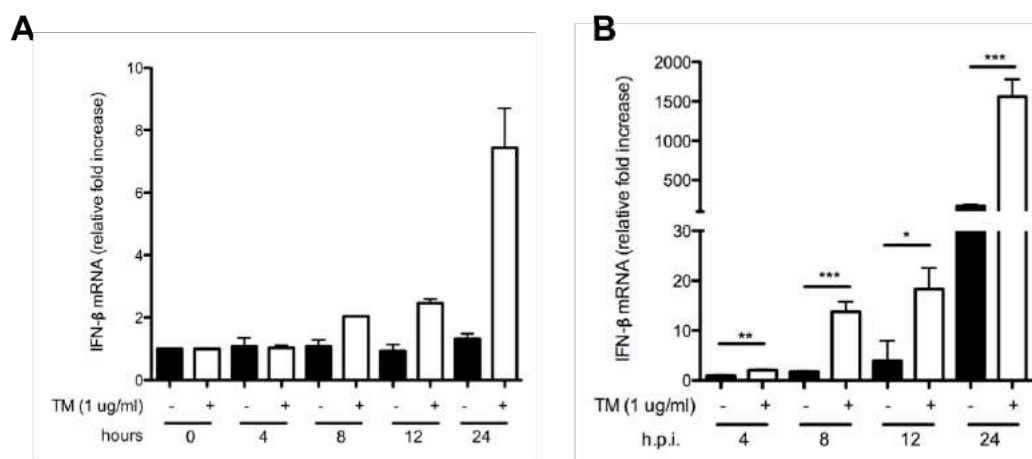 A
IFN-β mRNA (relative fold increase)
10
8
6
4
2
0
TM (1 ug/ml) - + - + - + - + - +
hours 0 4 8 12 24
B
IFN-β mRNA (relative fold increase)
2000
1500
1000
500
30
20
10
0
** *** * ***
TM (1 ug/ml) - + - + - + - +
h.p.i. 4 8 12 24